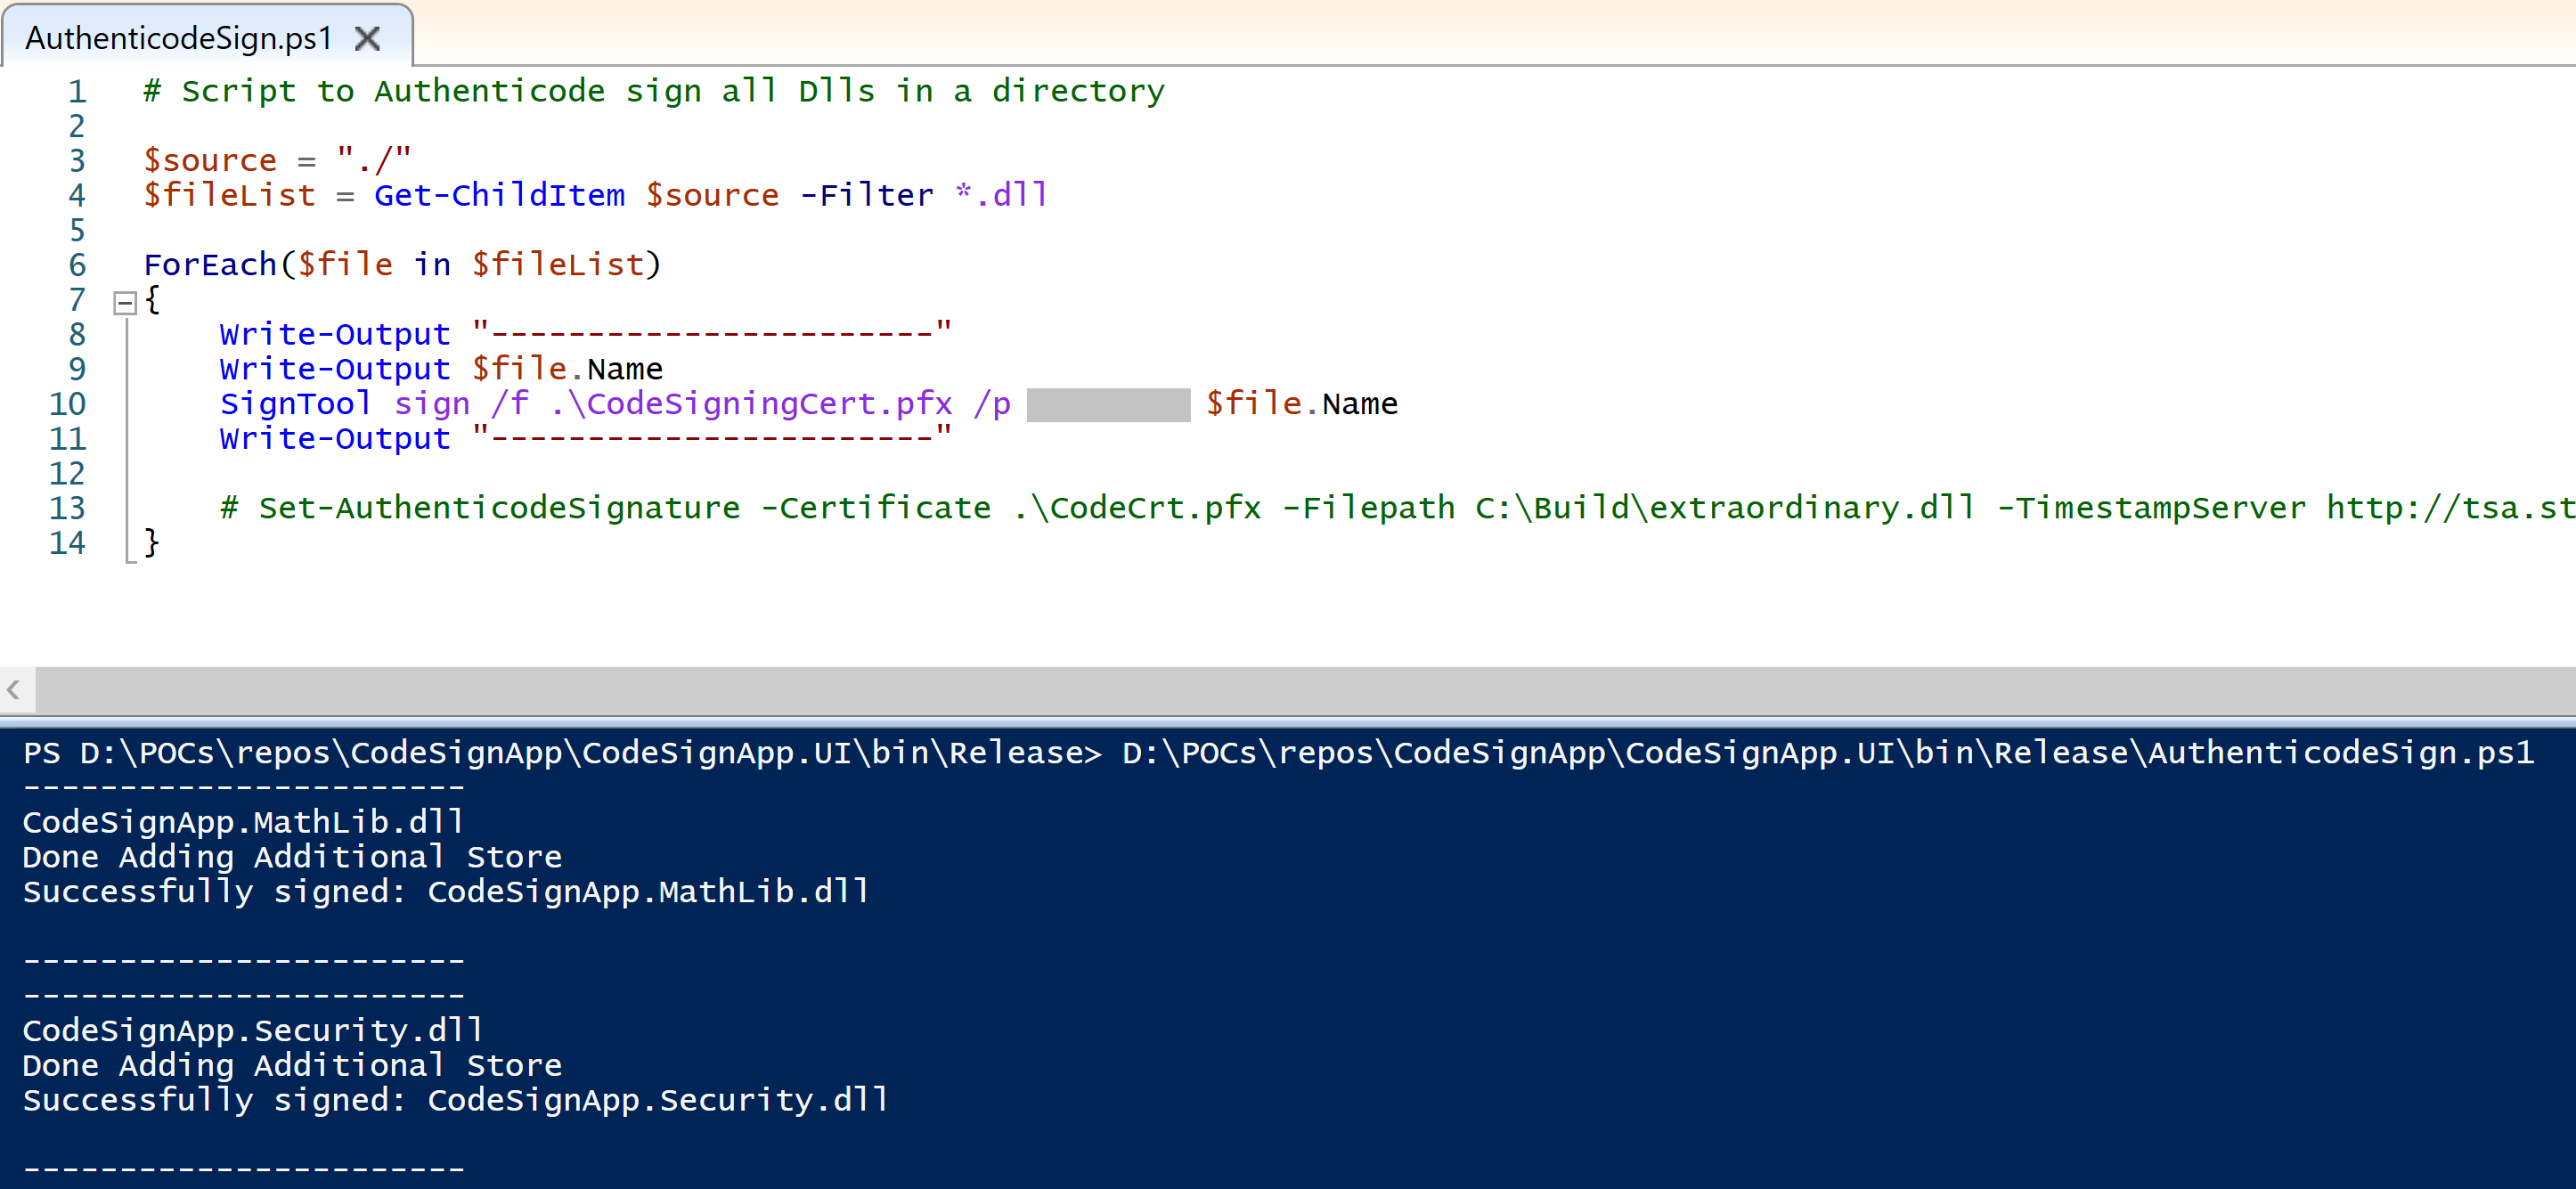 AuthenticodeSign.ps1
1 # Script to Authenticode sign all Dlls in a directory
2
3 $source = "./"
4 $fileList = Get-ChildItem $source -Filter *.dll
5
6 ForEach($file in $fileList)
7 {
8 Write-Output "-----------------------"
9 Write-Output $file.Name
10 SignTool sign /f .\CodeSigningCert.pfx /p $file.Name
11 Write-Output "-----------------------"
12
13 # Set-AuthenticodeSignature -Certificate .\CodeCrt.pfx -Filepath C:\Build\extraordinary.dll -TimestampServer http://tsa.st
14 }
PS D:\POCs\repos\CodeSignApp\CodeSignApp.UI\bin\Release> D:\POCs\repos\CodeSignApp\CodeSignApp.UI\bin\Release\AuthenticodeSign.ps1
-----------------------
CodeSignApp.MathLib.dll
Done Adding Additional Store
Successfully signed: CodeSignApp.MathLib.dll
-----------------------
-----------------------
CodeSignApp.Security.dll
Done Adding Additional Store
Successfully signed: CodeSignApp.Security.dll
-----------------------